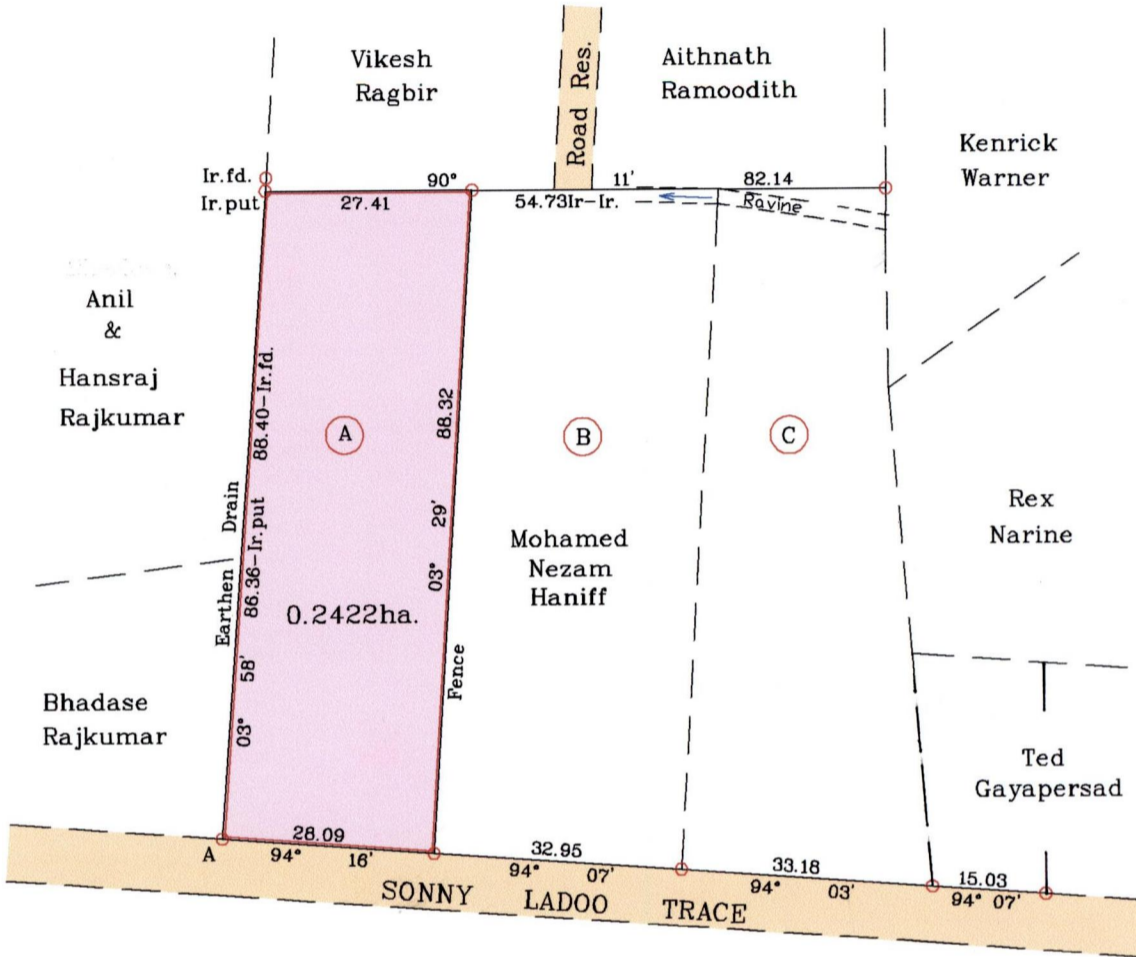 Vikesh
Ragbir
Road Res.
Aithnath
Ramoodith
Kenrick
Warner
Ir.fd.
Ir.put
90° 11' 82.14
27.41
54.73Ir-Ir.
Ravine
Anil
&
Hansraj
Rajkumar
03° 58' 86.36-Ir.put 88.40-Ir.fd.
Earthen Drain
A
0.2422ha.
03° 29' 88.32
Fence
B
Mohamed
Nezam
Haniff
C
Rex
Narine
Bhadase
Rajkumar
Ted
Gayapersad
A
28.09
94° 16'
32.95
94° 07'
33.18
94° 03'
15.03
94° 07'
SONNY LADOO TRACE